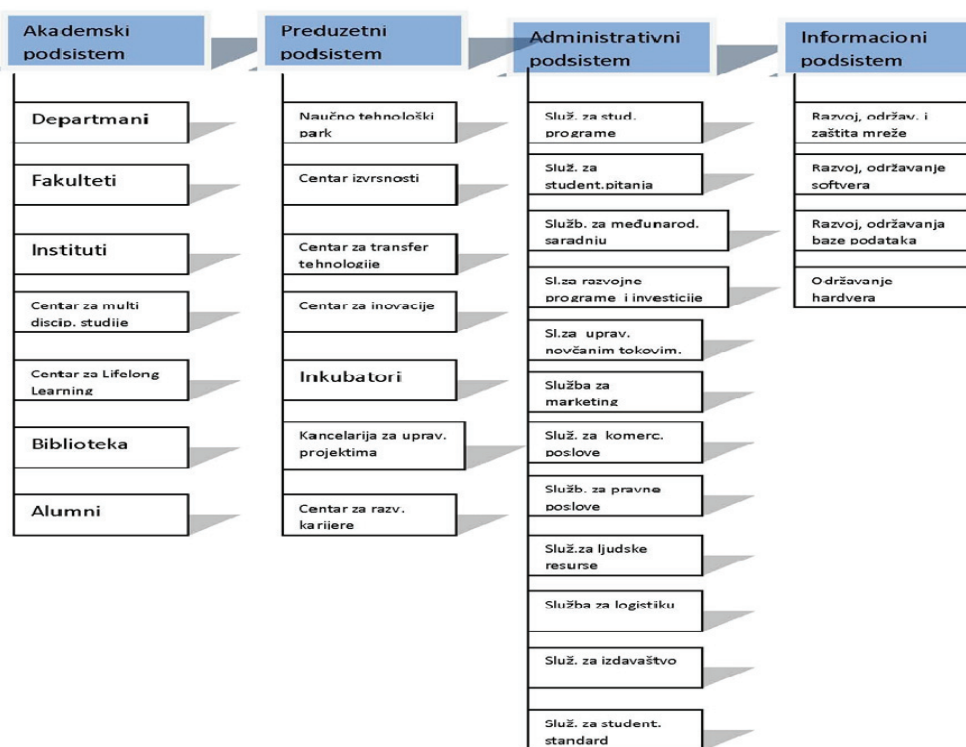 Akademski
podsistem
Departmani
Fakulteti
Instituti
Centar za multi
discip. studije
Centar za Lifelong
Learning
Biblioteka
Alumni
Preduzetni
podsistem
Naučno tehnološki
park
Centar izvrsnosti
Centar za transfer
tehnologije
Centar za inovacije
Inkubatori
Kancelarija za uprav.
projektima
Centar za razv.
karijere
Administrativni
podsistem
Služ. za stud.
programe
Služ. za
student.pitanja
Služb. za međunarod.
saradnju
Sl.za razvojne
programe i investicije
Sl.za uprav.
novčanim tokovim.
Služba za
marketing
Služ. za komerc.
poslove
Služb. za pravne
poslove
Služ.za ljudske
resurse
Služba za logistiku
Služ. za izdavaštvo
Služ. za student.
standard
Informacioni
podsistem
Razvoj, održav. i
zaštita mreže
Razvoj, održavanje
softvera
Razvoj, održavanja
baze podataka
Održavanje
hardvera